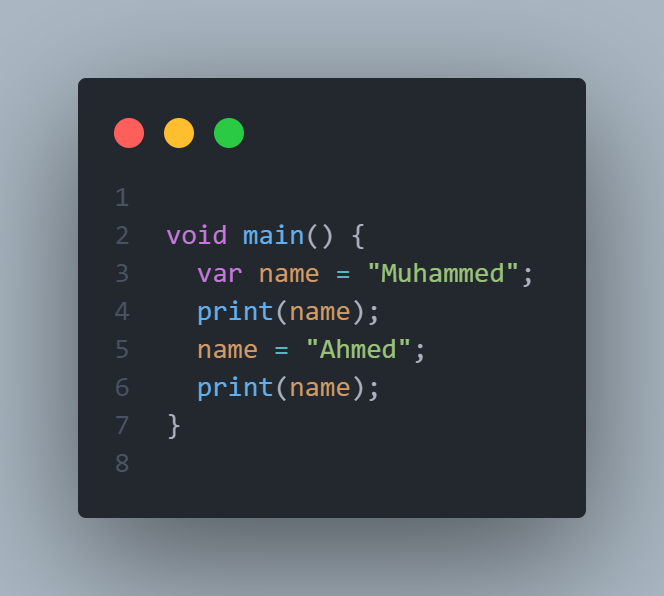 1
2 void main() {
3   var name = "Muhammed";
4   print(name);
5   name = "Ahmed";
6   print(name);
7 }
8